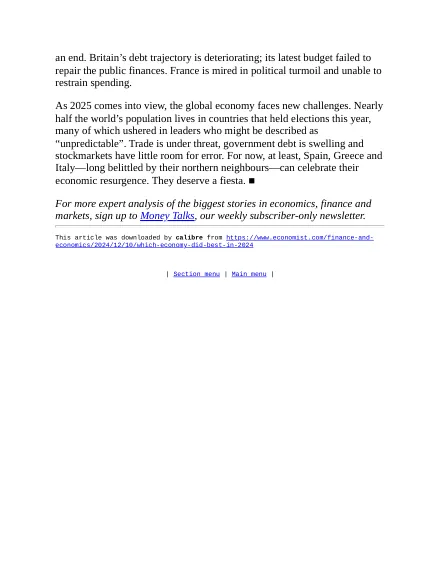 an end. Britain’s debt trajectory is deteriorating; its latest budget failed to
repair the public finances. France is mired in political turmoil and unable to
restrain spending.
As 2025 comes into view, the global economy faces new challenges. Nearly
half the world’s population lives in countries that held elections this year,
many of which ushered in leaders who might be described as
“unpredictable”. Trade is under threat, government debt is swelling and
stockmarkets have little room for error. For now, at least, Spain, Greece and
Italy—long belittled by their northern neighbours—can celebrate their
economic resurgence. They deserve a fiesta. ■
For more expert analysis of the biggest stories in economics, finance and
markets, sign up to Money Talks, our weekly subscriber-only newsletter.
This article was downloaded by calibre from https://www.economist.com/finance-and-
economics/2024/12/10/which-economy-did-best-in-2024
| Section menu | Main menu |